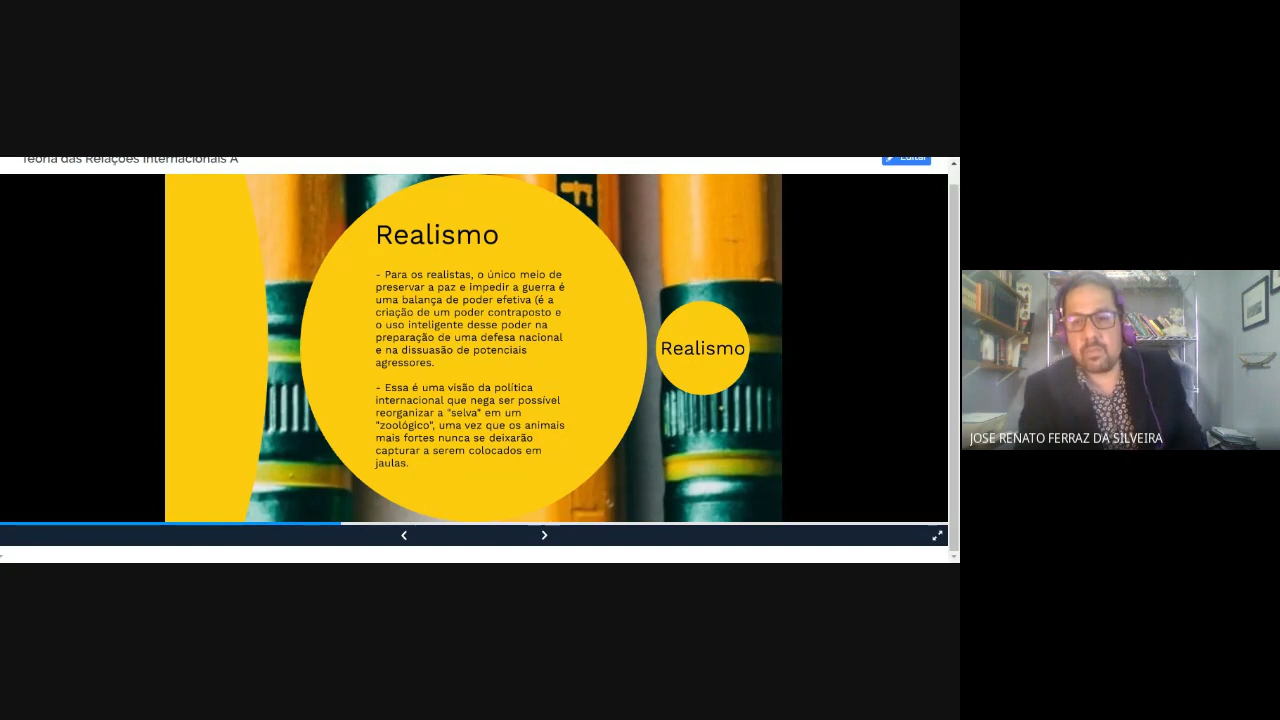 Teoria das Relações Internacionais A
Editar
Realismo
- Para os realistas, o único meio de
preservar a paz e impedir a guerra é
uma balança de poder efetiva (é a
criação de um poder contraposto e
o uso inteligente desse poder na
preparação de uma defesa nacional
e na dissuasão de potenciais
agressores.
- Essa é uma visão da política
internacional que nega ser possível
reorganizar a "selva" em um
"zoológico", uma vez que os animais
mais fortes nunca se deixarão
capturar a serem colocados em
jaulas.
Realismo
JOSE RENATO FERRAZ DA SILVEIRA